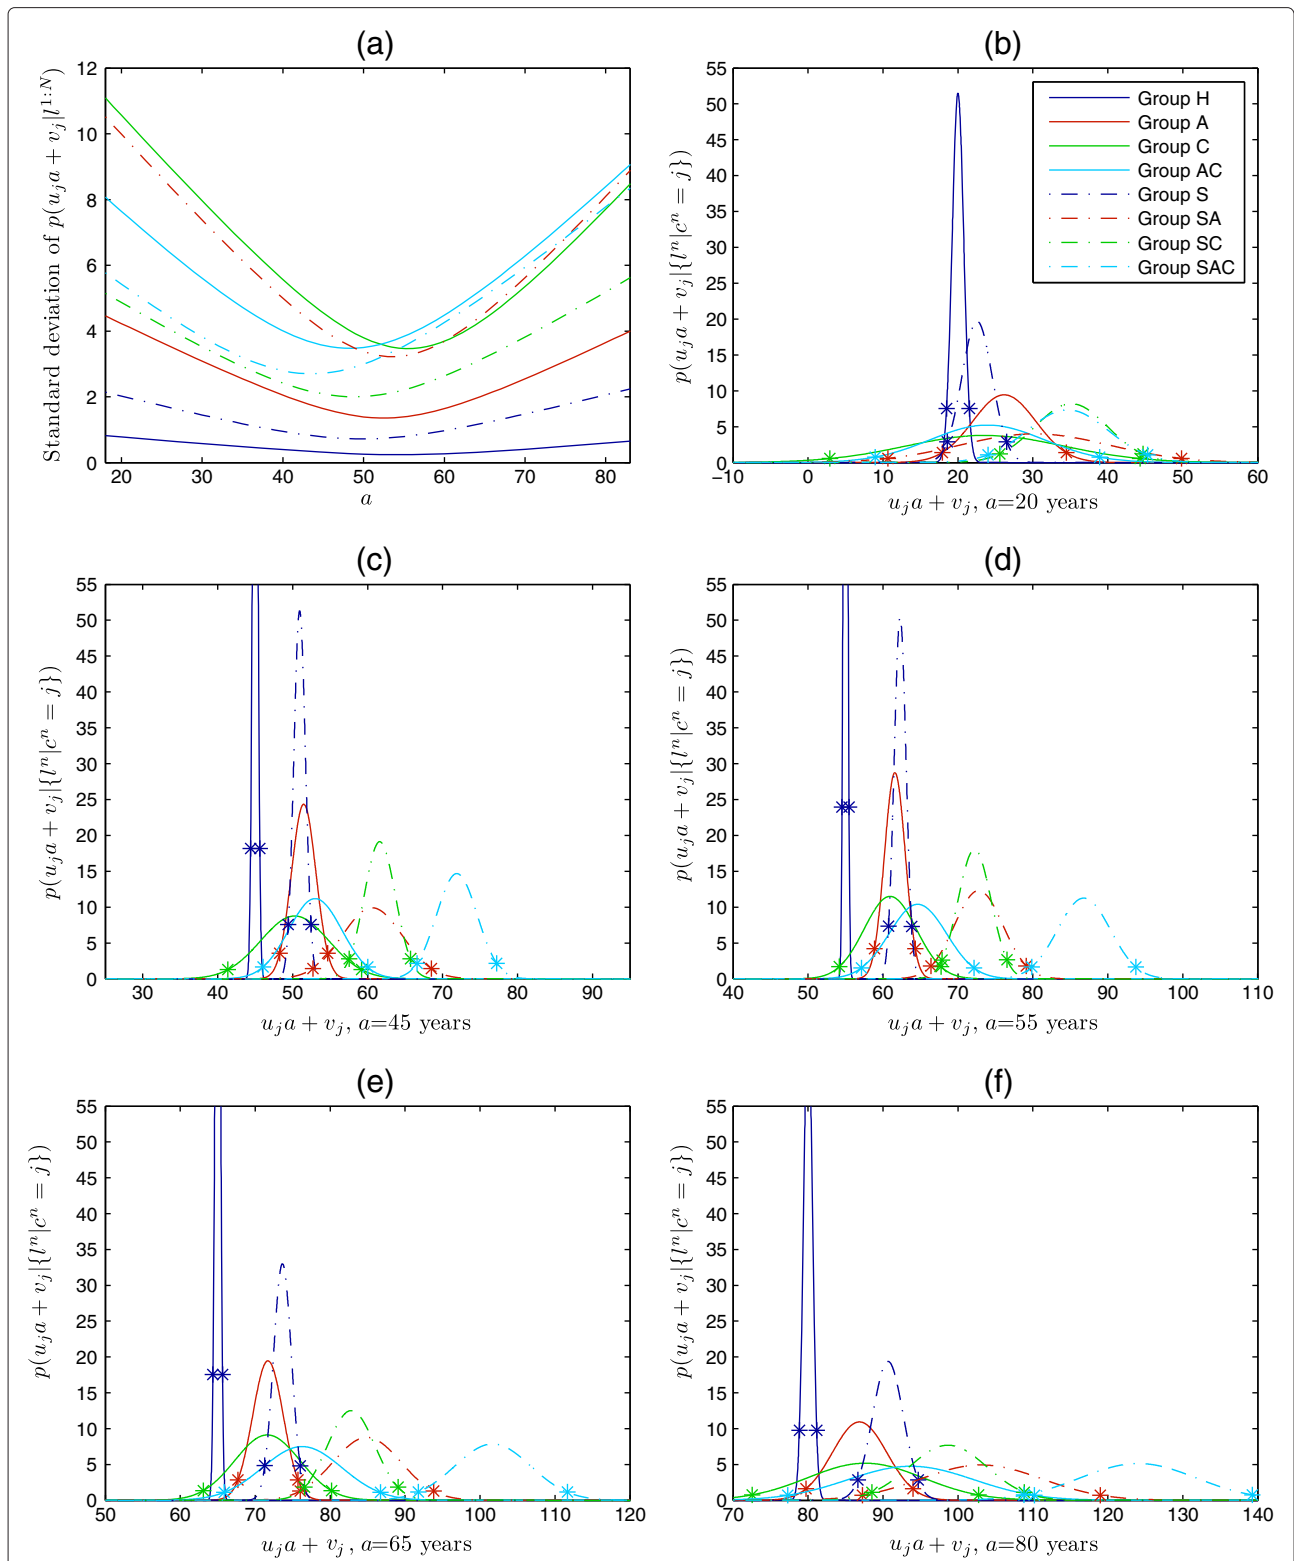 (a)
Standard deviation of p(u_j a + v_j|l^{1:N})
12
10
8
6
4
2
0
20 30 40 50 60 70 80
a
(b)
p(u_j a + v_j|{l^n|c^n = j})
55
50
45
40
35
30
25
20
15
10
5
0
−10 0 10 20 30 40 50 60
u_j a + v_j, a=20 years
Group H
Group A
Group C
Group AC
Group S
Group SA
Group SC
Group SAC
(c)
p(u_j a + v_j|{l^n|c^n = j})
55
50
45
40
35
30
25
20
15
10
5
0
30 40 50 60 70 80 90
u_j a + v_j, a=45 years
(d)
p(u_j a + v_j|{l^n|c^n = j})
55
50
45
40
35
30
25
20
15
10
5
0
40 50 60 70 80 90 100 110
u_j a + v_j, a=55 years
(e)
p(u_j a + v_j|{l^n|c^n = j})
55
50
45
40
35
30
25
20
15
10
5
0
50 60 70 80 90 100 110 120
u_j a + v_j, a=65 years
(f)
p(u_j a + v_j|{l^n|c^n = j})
55
50
45
40
35
30
25
20
15
10
5
0
70 80 90 100 110 120 130 140
u_j a + v_j, a=80 years